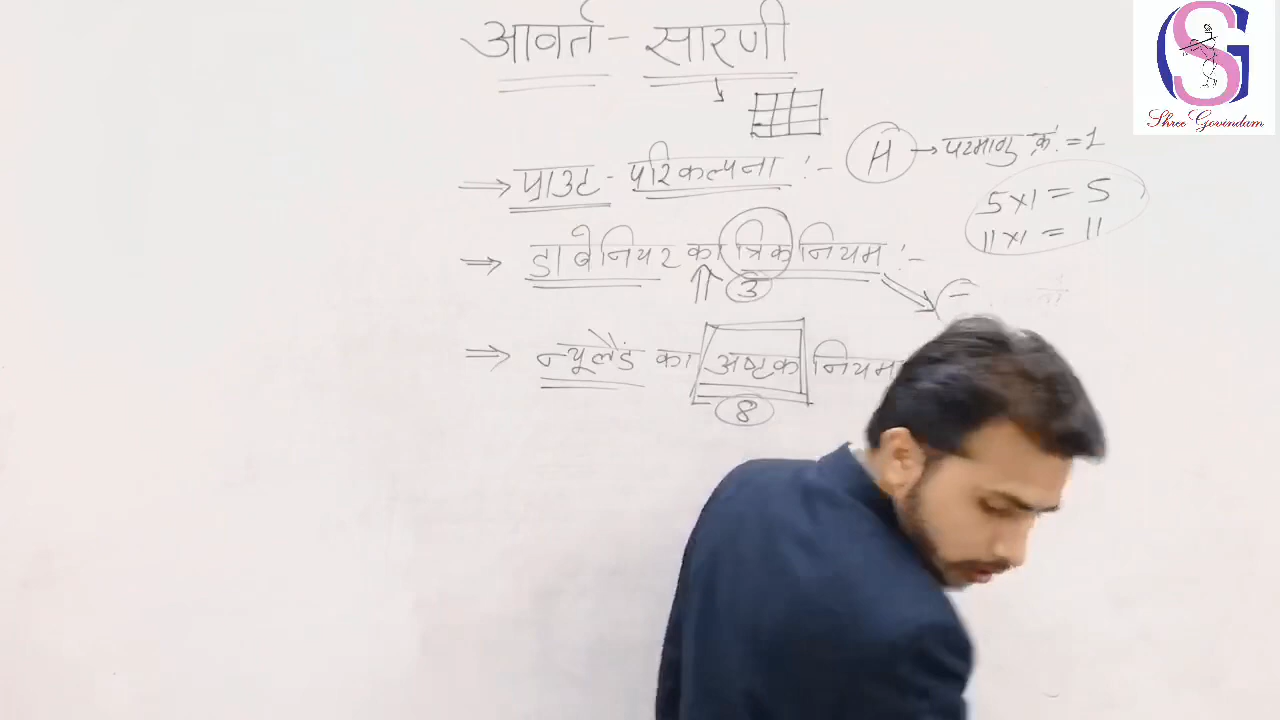 आवर्त - सारणी
⇒ प्राउट - परिकल्पना :- H → परमाणु क्र. = 1
5×1 = 5
11×1 = 11
⇒ डाबेनियर का त्रिक नियम :-
3
⇒ न्यूलैंड का अष्टक नियम
8
SG
Shree Govindam